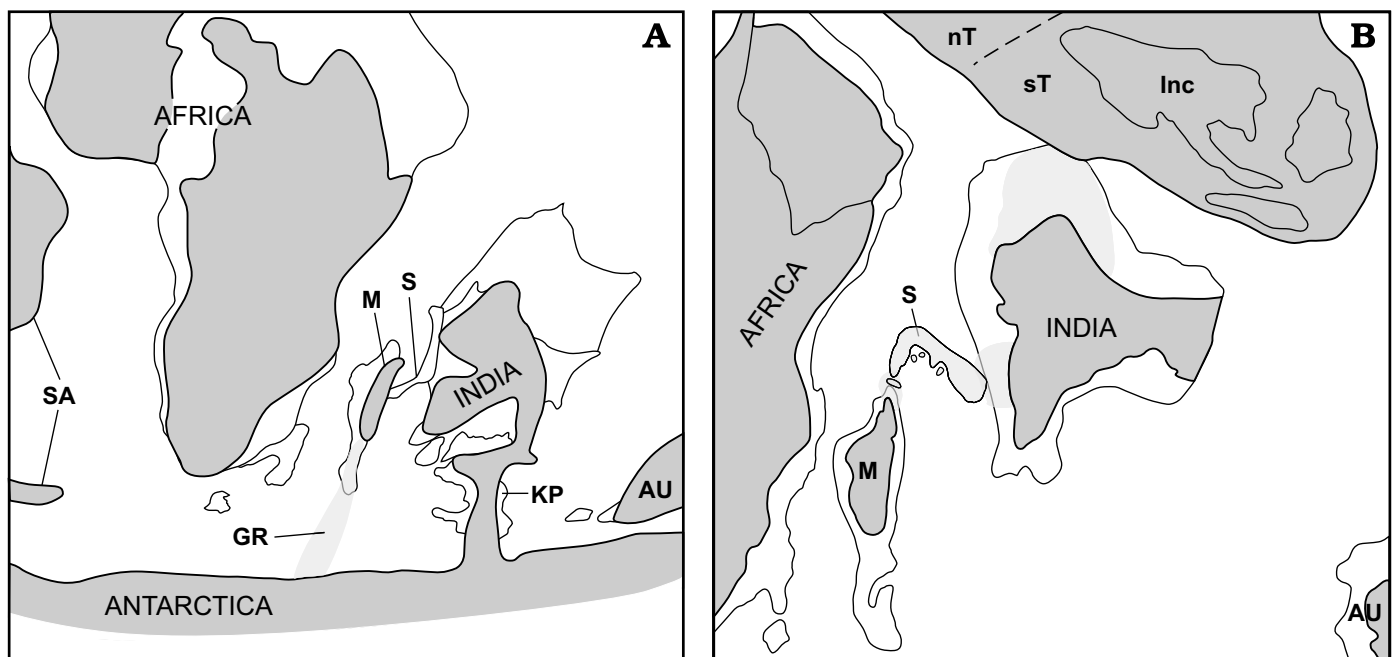 A
AFRICA
S
M
INDIA
SA
KP
AU
GR
ANTARCTICA
B
nT
sT
Inc
AFRICA
S
INDIA
M
AU